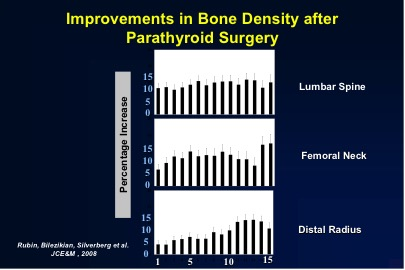 Improvements in Bone Density after
Parathyroid Surgery
Percentage Increase
15
10
5
0
Lumbar Spine
15
10
5
0
Femoral Neck
15
10
5
0
Distal Radius
1 5 10 15
Rubin, Bilezikian, Silverberg et al.
JCE&M , 2008